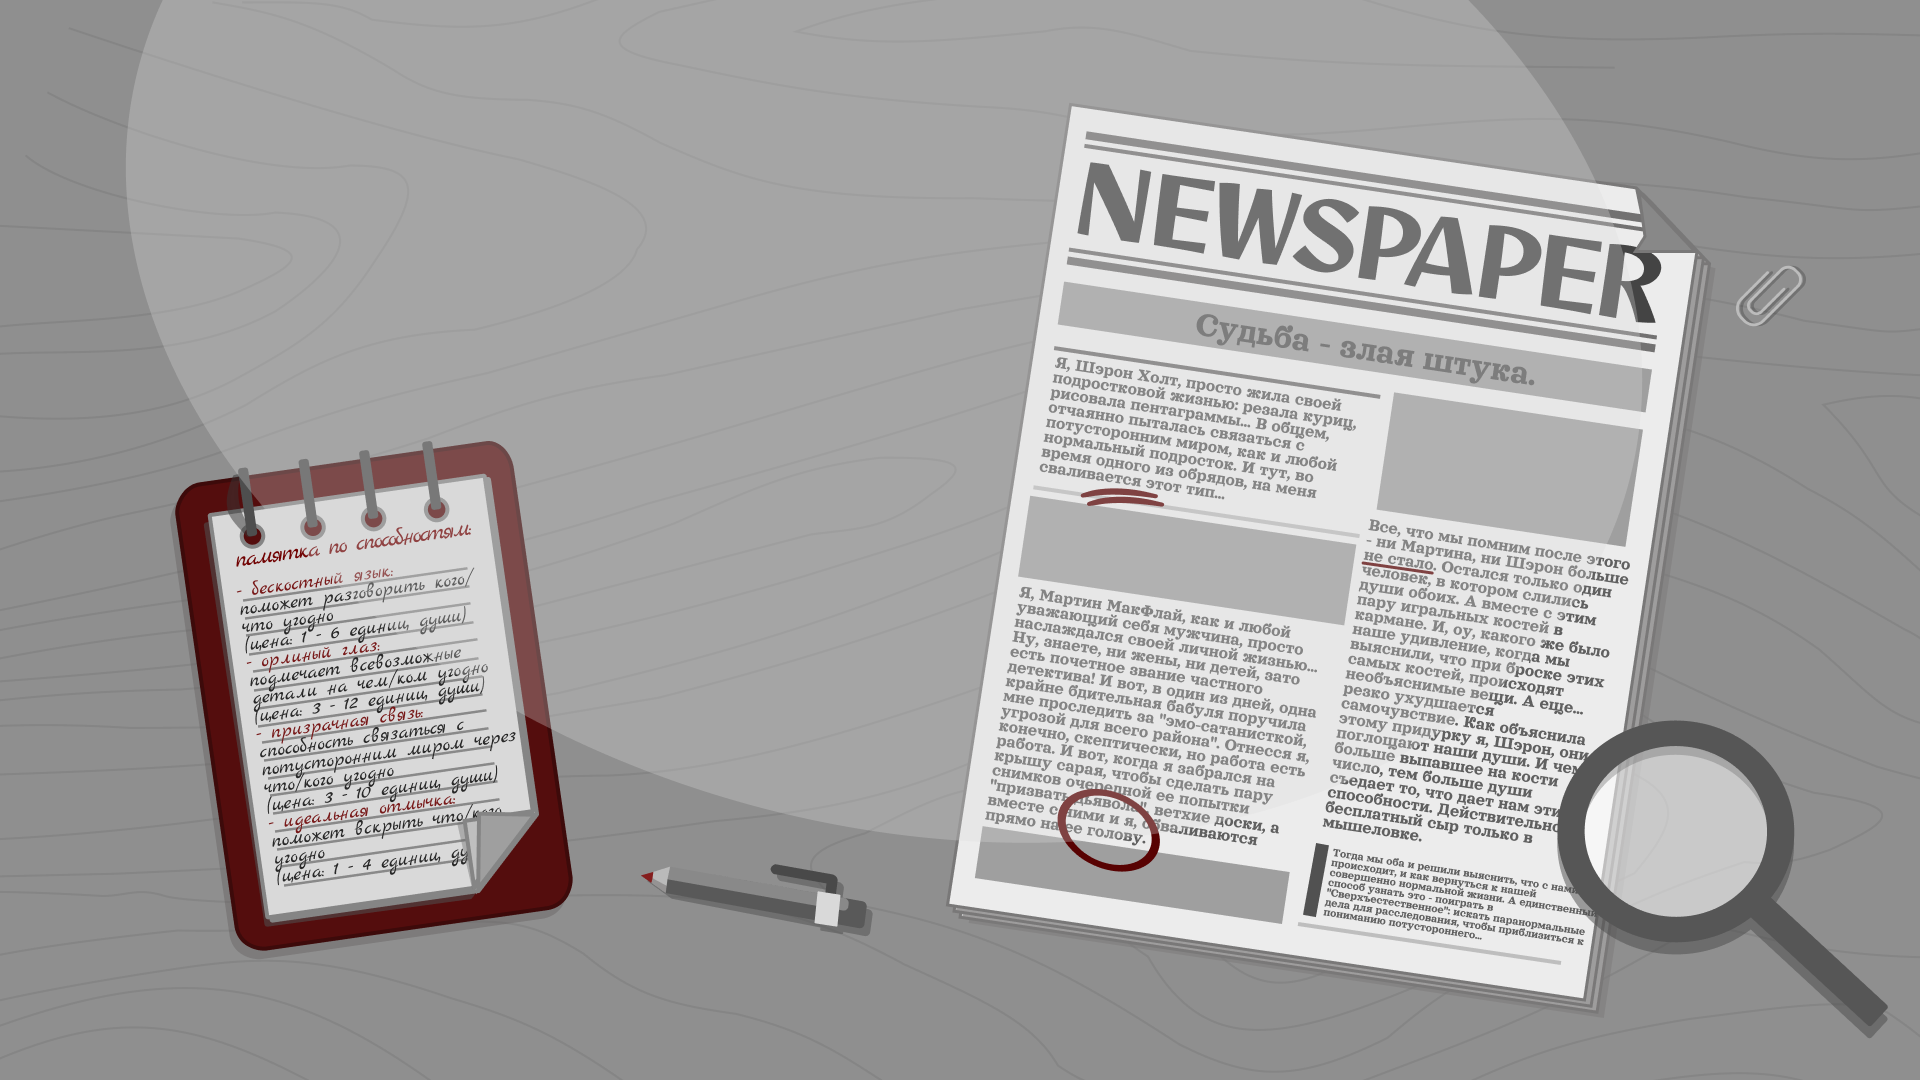 памятка по способностям:
- бескостный язык:
поможет разговорить кого/
что угодно
(цена: 1 - 6 единиц души)
- орлиный глаз:
подмечает всевозможные
детали на чем/ком угодно
(цена: 3 - 12 единиц души)
- призрачная связь:
способность связаться с
потусторонним миром через
что/кого угодно
(цена: 3 - 10 единиц души)
- идеальная отмычка:
поможет вскрыть что/кого
угодно
(цена: 1 - 4 единиц ду
NEWSPAPER
Судьба - злая штука.
Я, Шэрон Холт, просто жила своей
подростковой жизнью: резала куриц,
рисовала пентаграммы... В общем,
отчаянно пыталась связаться с
потусторонним миром, как и любой
нормальный подросток. И тут, во
время одного из обрядов, на меня
сваливается этот тип...
Я, Мартин МакФлай, как и любой
уважающий себя мужчина, просто
наслаждался своей личной жизнью...
Ну, знаете, ни жены, ни детей, зато
есть почетное звание частного
детектива! И вот, в один из дней, одна
крайне бдительная бабуля поручила
мне проследить за "эмо-сатанисткой,
угрозой для всего района". Отнесся я,
конечно, скептически, но работа есть
работа. И вот, когда я забрался на
крышу сарая, чтобы сделать пару
снимков очередной ее попытки
"призвать дьявола", ветхие доски, а
вместе с ними и я, обваливаются
прямо на ее голову.
Все, что мы помним после этого
- ни Мартина, ни Шэрон больше
не стало. Остался только один
человек, в котором слились
души обоих. А вместе с этим
пару игральных костей в
кармане. И, оу, какого же было
наше удивление, когда мы
выяснили, что при броске этих
самых костей, происходят
необъяснимые вещи. А еще...
резко ухудшается
самочувствие. Как объяснила
этому придурку я, Шэрон, они
поглощают наши души. И чем
больше выпавшее на кости
число, тем больше души
съедает то, что дает нам эти
способности. Действительно,
бесплатный сыр только в
мышеловке.
Тогда мы оба и решили выяснить, что с нами
происходит, и как вернуться к нашей
совершенно нормальной жизни. А единственный
способ узнать это - поиграть в
"Сверхъестественное": искать паранормальные
дела для расследования, чтобы приблизиться к
пониманию потустороннего...